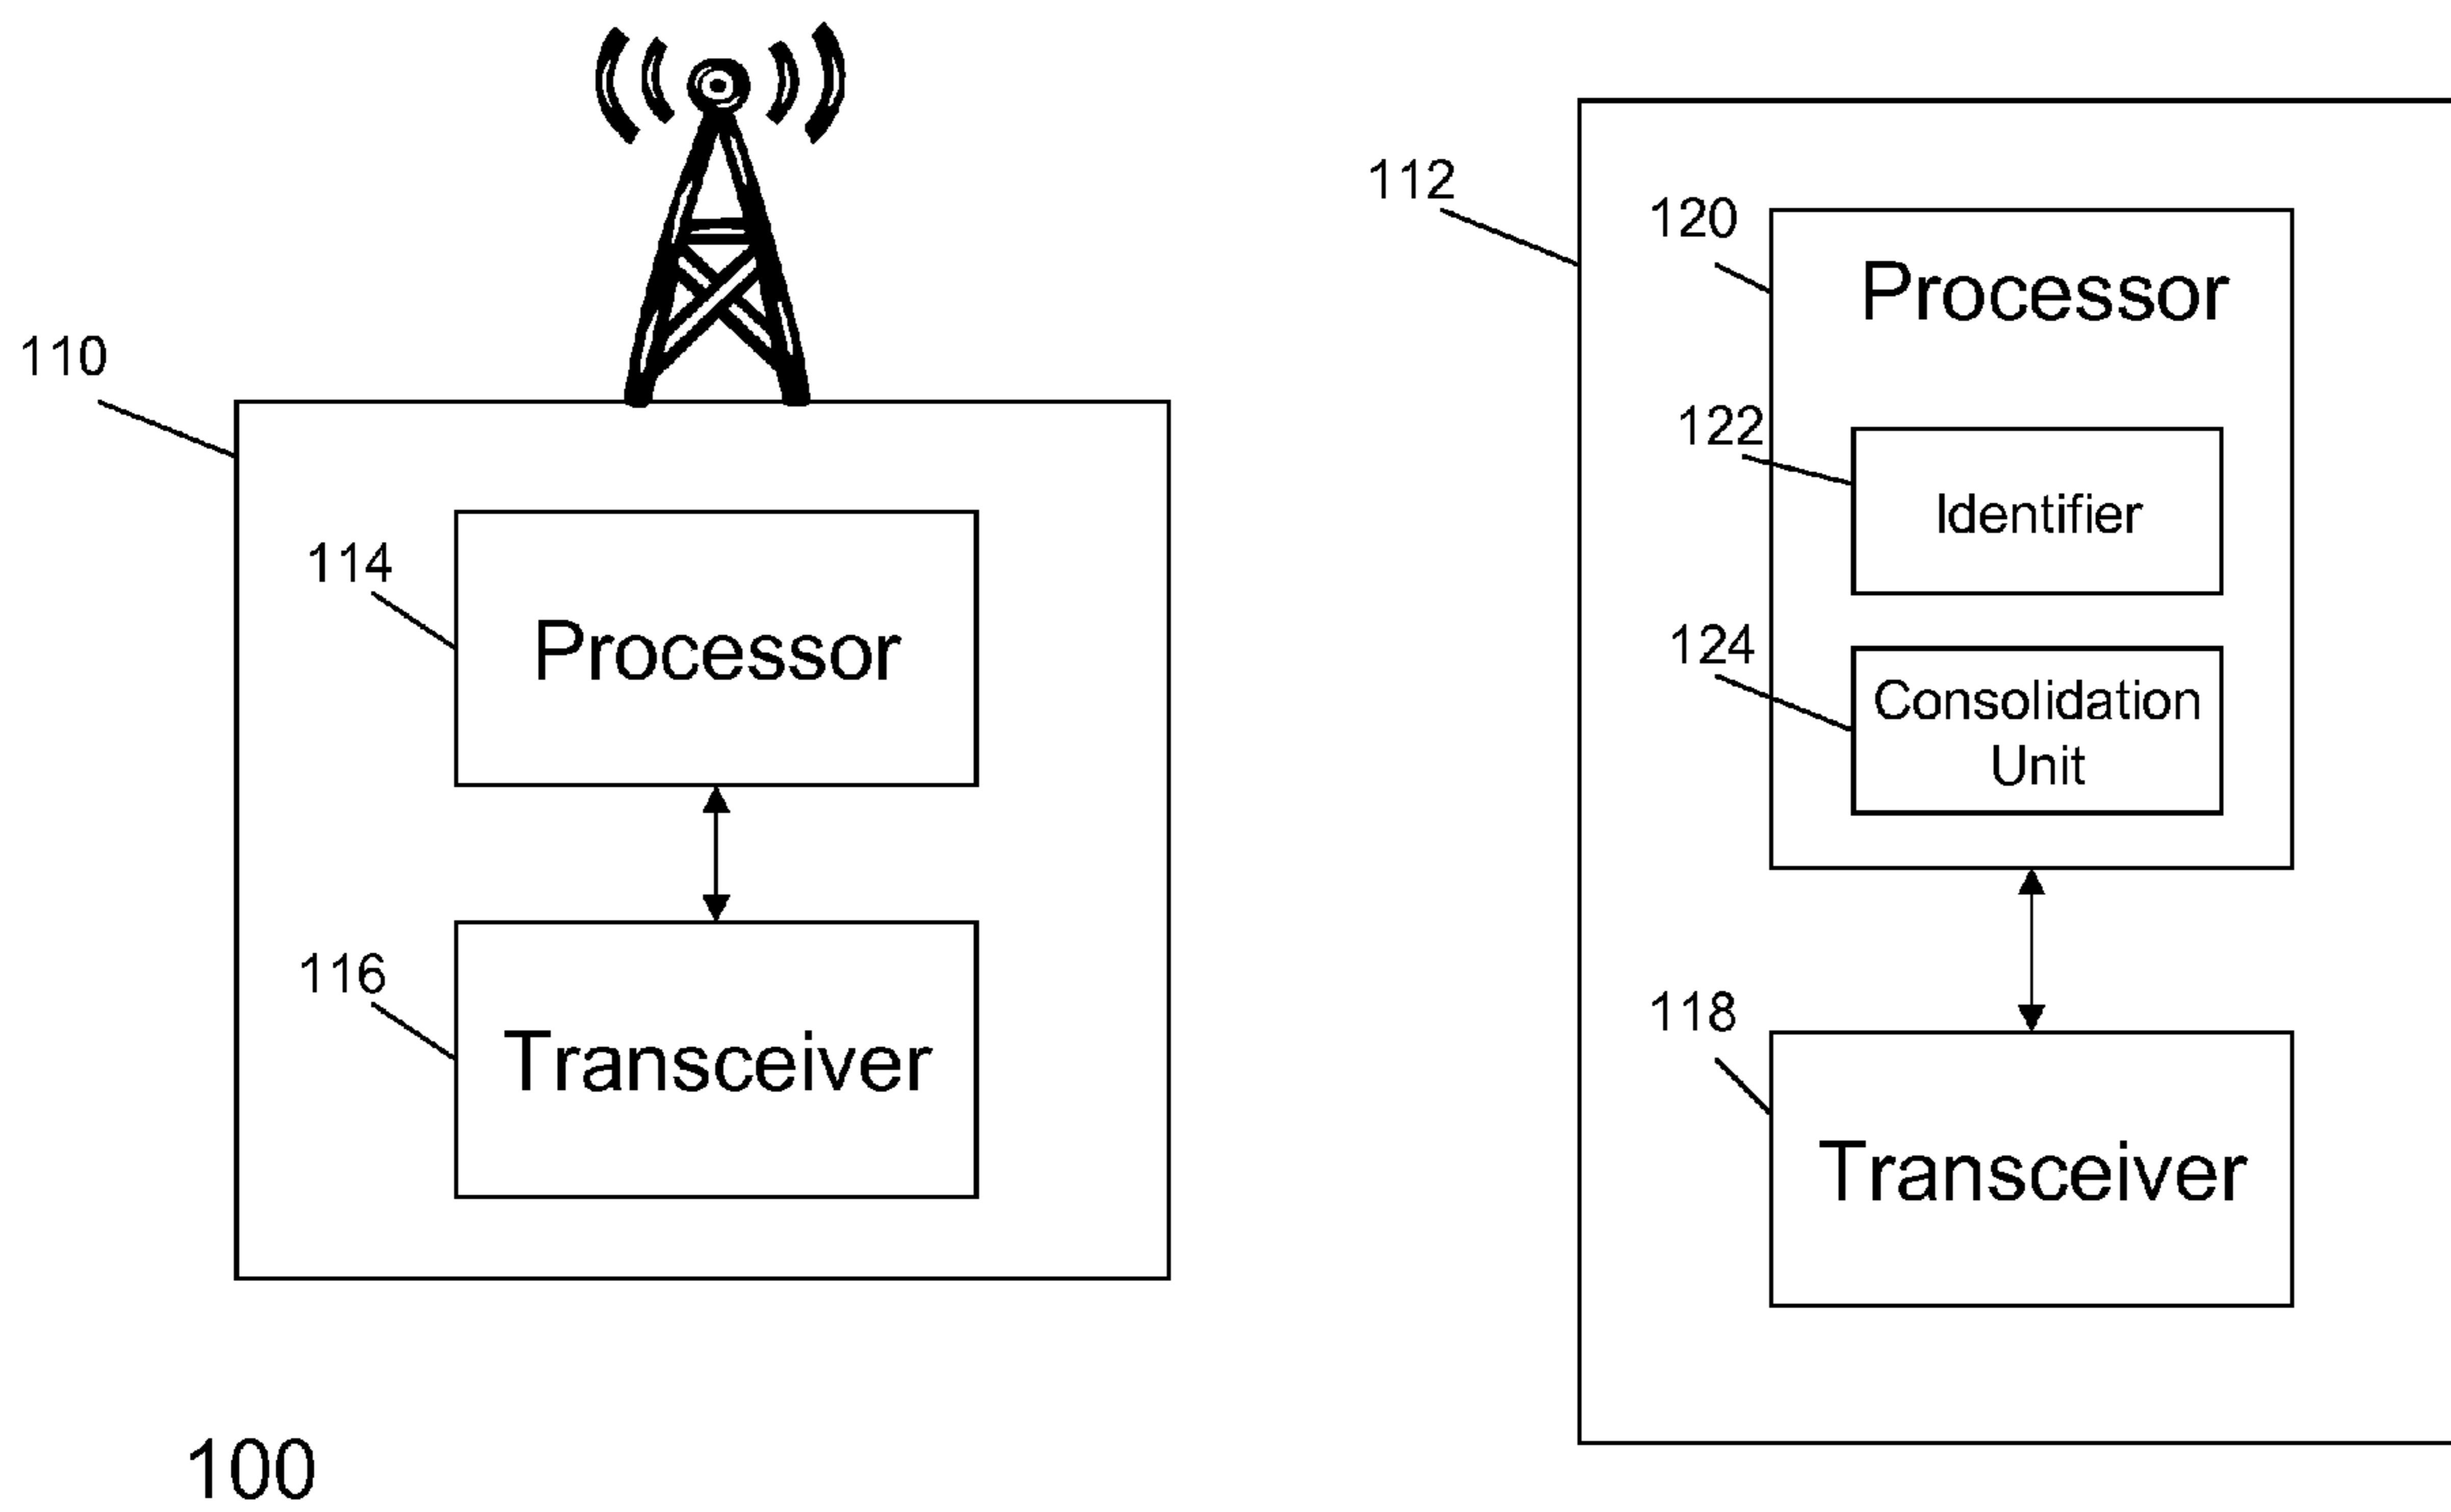 110
114
Processor
116
Transceiver
100
112
120
Processor
122
Identifier
124
Consolidation
Unit
118
Transceiver